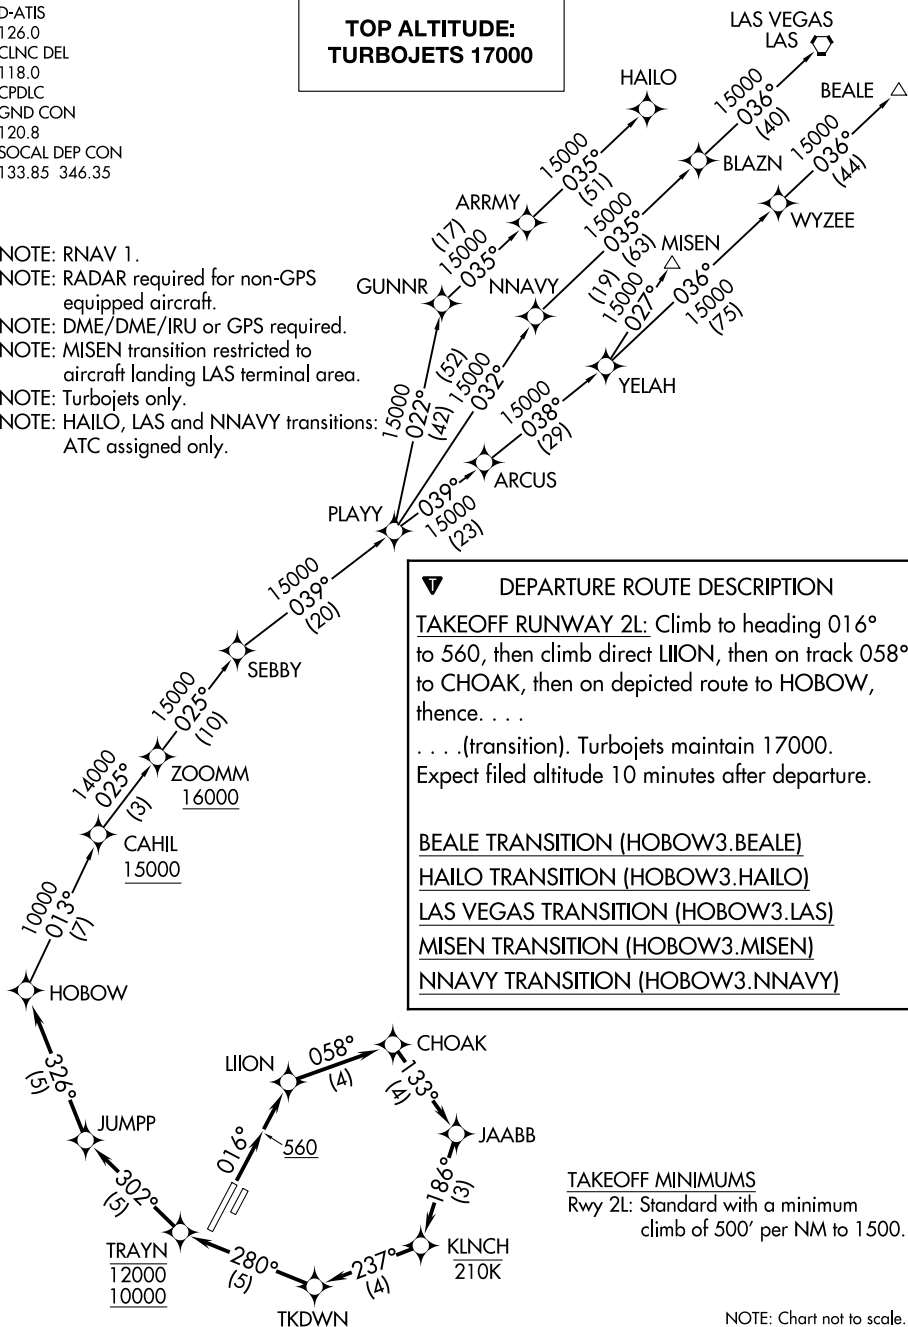 D-ATIS
126.0
CLNC DEL
118.0
CPDLC
GND CON
120.8
SOCAL DEP CON
133.85 346.35
TOP ALTITUDE:
TURBOJETS 17000
LAS VEGAS
LAS
HAILO
BEALE
15000
036°
(40)
15000
036°
(44)
BLAZN
15000
035°
(51)
ARRMY
WYZEE
15000
035°
(63)
MISEN
(17)
15000
035°
GUNNR
NNAVY
(19)
15000
027°
036°
15000
(75)
NOTE: RNAV 1.
NOTE: RADAR required for non-GPS
equipped aircraft.
NOTE: DME/DME/IRU or GPS required.
NOTE: MISEN transition restricted to
aircraft landing LAS terminal area.
NOTE: Turbojets only.
NOTE: HAILO, LAS and NNAVY transitions:
ATC assigned only.
15000
022°
(42)
(52)
15000
032°
YELAH
15000
038°
(29)
ARCUS
PLAYY
039°
15000
(23)
15000
039°
(20)
SEBBY
15000
025°
(10)
ZOOMM
16000
14000
025°
(3)
CAHIL
15000
10000
013°
(7)
HOBOW
T DEPARTURE ROUTE DESCRIPTION
TAKEOFF RUNWAY 2L: Climb to heading 016°
to 560, then climb direct LIION, then on track 058°
to CHOAK, then on depicted route to HOBOW,
thence. . . .
. . . .(transition). Turbojets maintain 17000.
Expect filed altitude 10 minutes after departure.
BEALE TRANSITION (HOBOW3.BEALE)
HAILO TRANSITION (HOBOW3.HAILO)
LAS VEGAS TRANSITION (HOBOW3.LAS)
MISEN TRANSITION (HOBOW3.MISEN)
NNAVY TRANSITION (HOBOW3.NNAVY)
CHOAK
LIION
058°
(4)
133°
(4)
326°
(5)
JUMPP
JAABB
016°
560
302°
(5)
186°
(3)
TRAYN
12000
10000
280°
(5)
KLNCH
210K
237°
(4)
TKDWN
TAKEOFF MINIMUMS
Rwy 2L: Standard with a minimum
climb of 500' per NM to 1500.
NOTE: Chart not to scale.